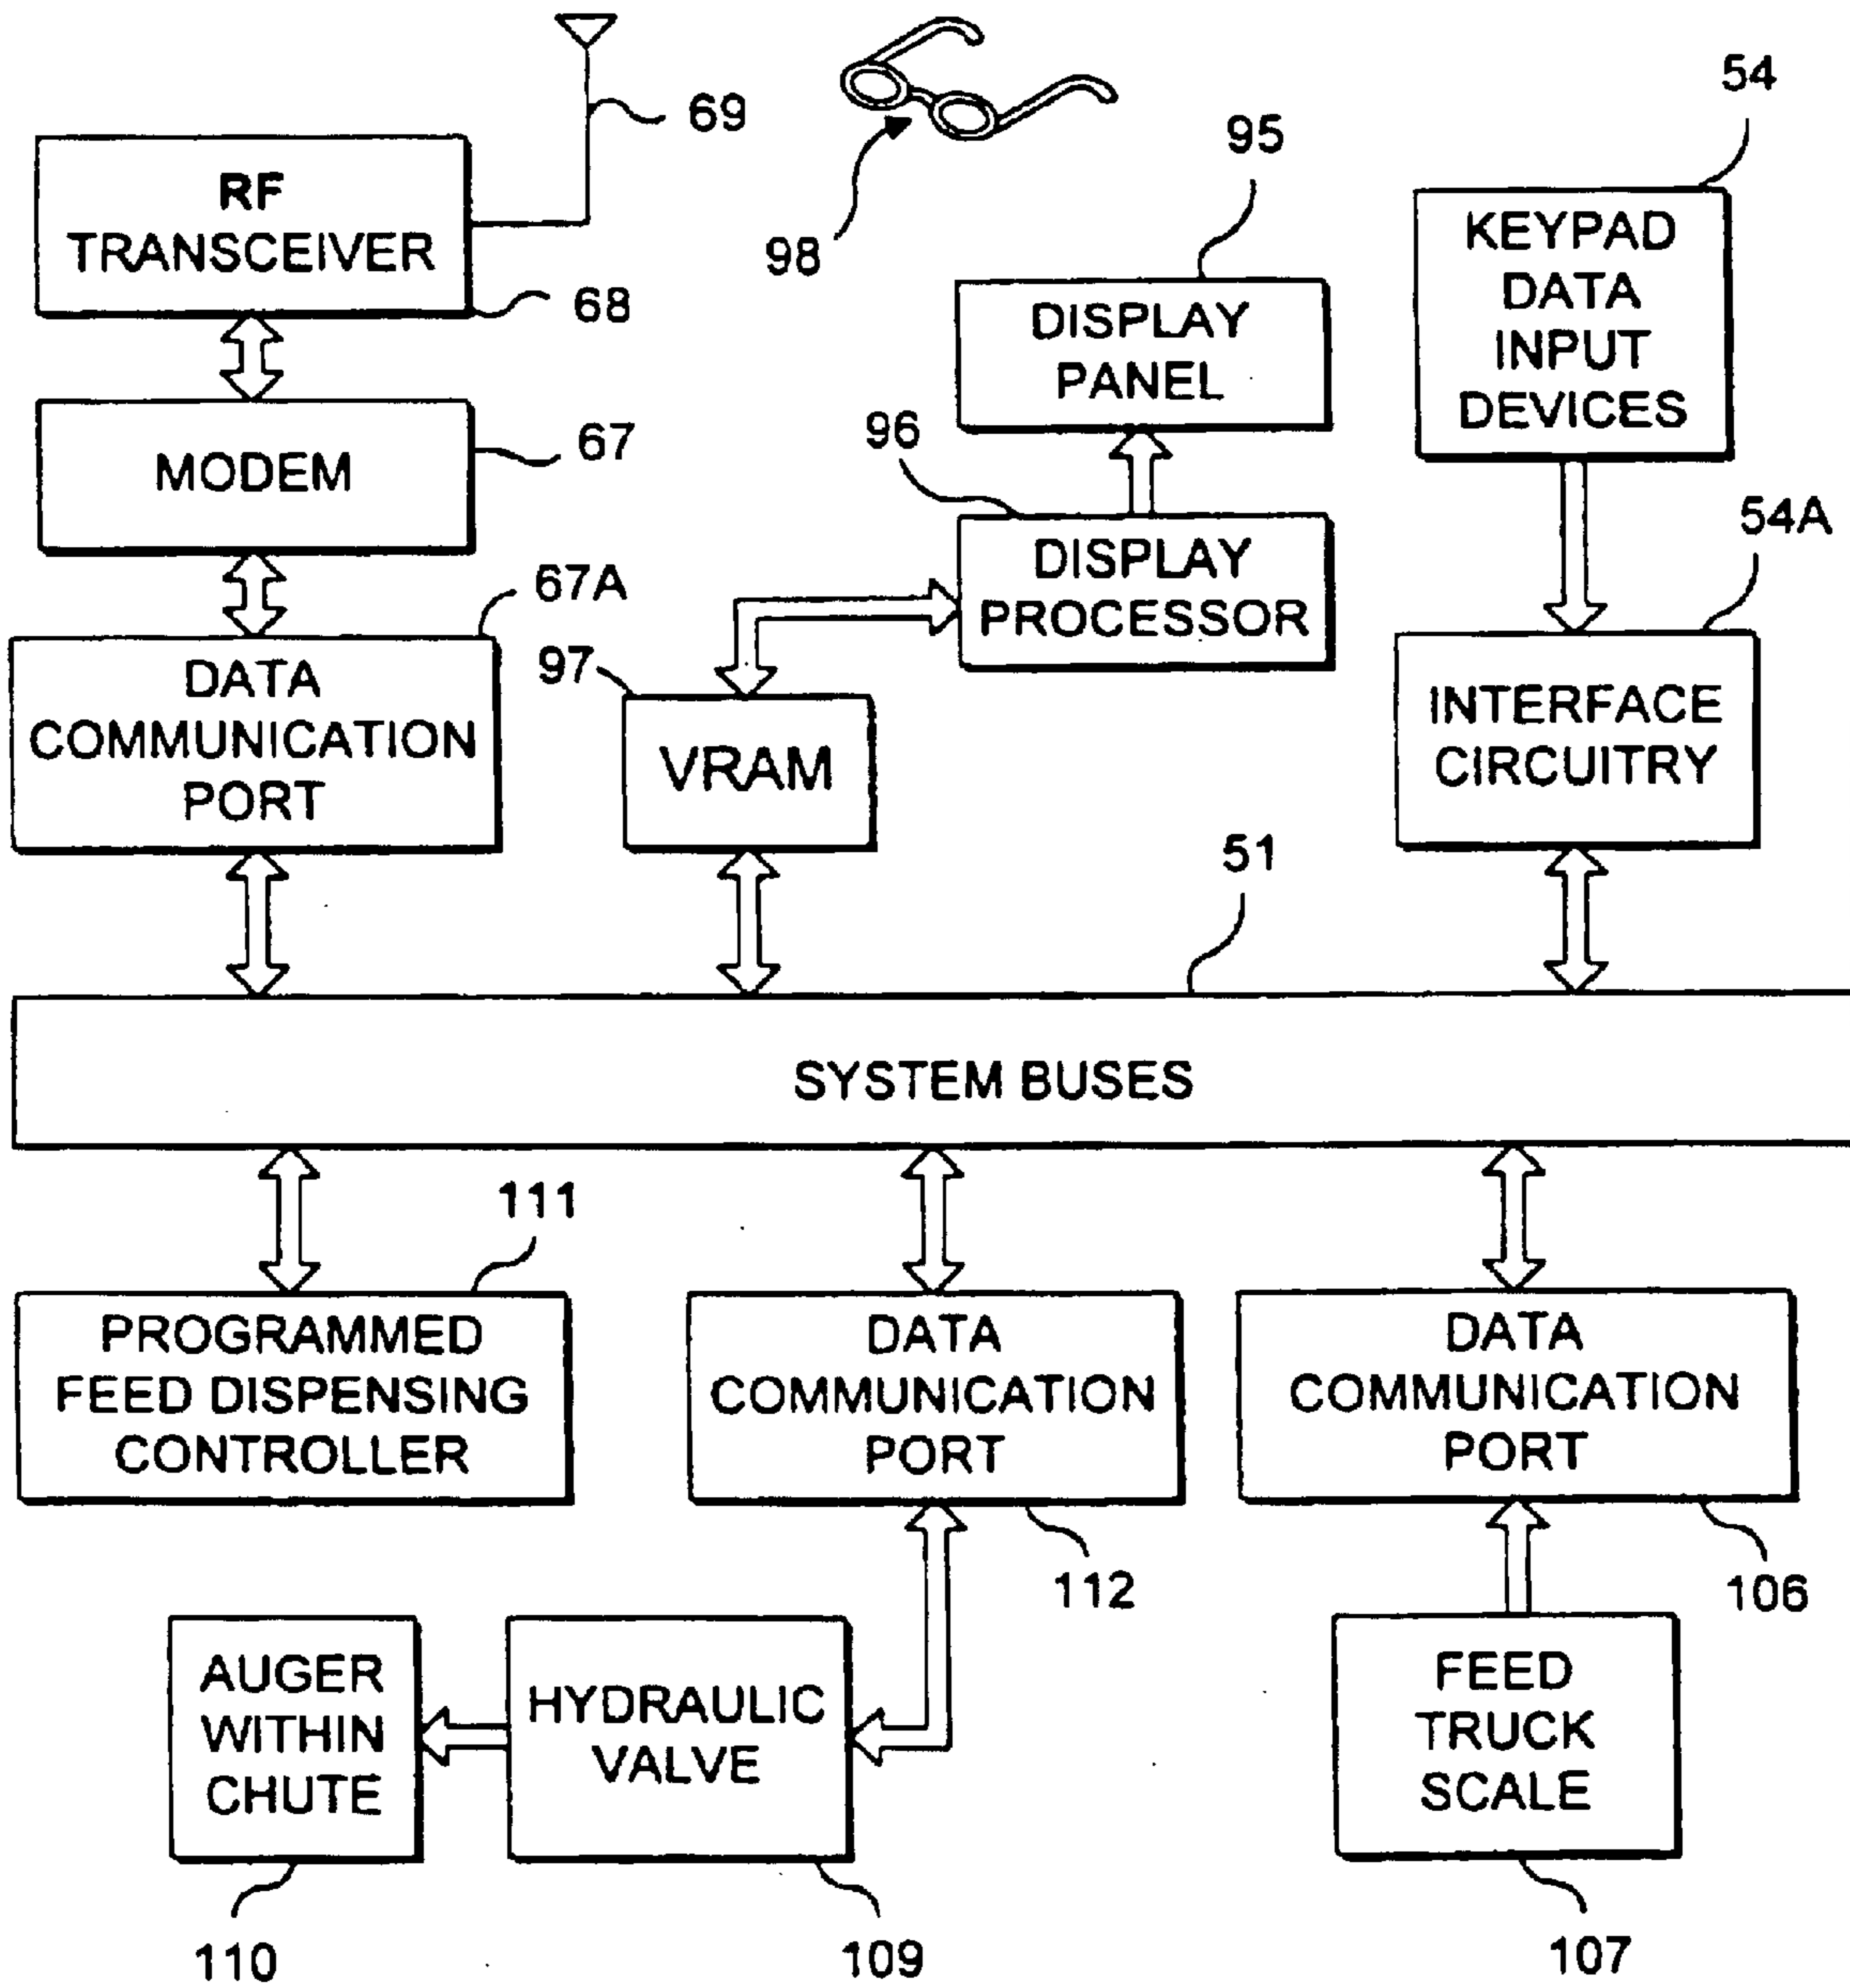 69
RF
TRANSCEIVER
68
98
95
DISPLAY
PANEL
54
KEYPAD
DATA
INPUT
DEVICES
MODEM
67
96
DISPLAY
PROCESSOR
54A
67A
DATA
COMMUNICATION
PORT
97
VRAM
INTERFACE
CIRCUITRY
51
SYSTEM BUSES
111
PROGRAMMED
FEED DISPENSING
CONTROLLER
DATA
COMMUNICATION
PORT
112
DATA
COMMUNICATION
PORT
106
AUGER
WITHIN
CHUTE
110
HYDRAULIC
VALVE
109
FEED
TRUCK
SCALE
107